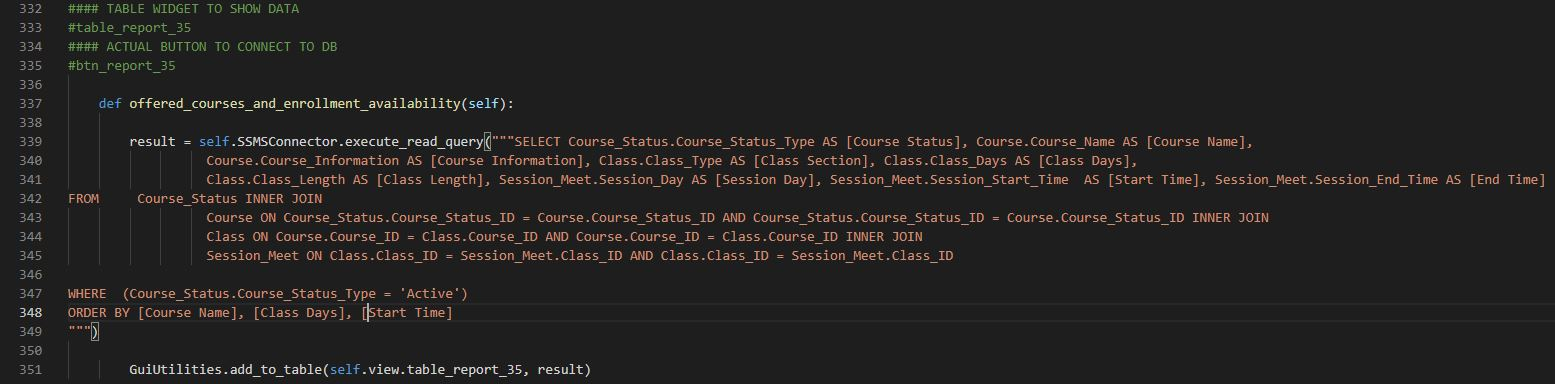 332 #### TABLE WIDGET TO SHOW DATA
333 #table_report_35
334 #### ACTUAL BUTTON TO CONNECT TO DB
335 #btn_report_35
336
337 def offered_courses_and_enrollment_availability(self):
338
339 result = self.SSMSConnector.execute_read_query("""SELECT Course_Status.Course_Status_Type AS [Course Status], Course.Course_Name AS [Course Name],
340 Course.Course_Information AS [Course Information], Class.Class_Type AS [Class Section], Class.Class_Days AS [Class Days],
341 Class.Class_Length AS [Class Length], Session_Meet.Session_Day AS [Session Day], Session_Meet.Session_Start_Time  AS [Start Time], Session_Meet.Session_End_Time AS [End Time]
342 FROM     Course_Status INNER JOIN
343 Course ON Course_Status.Course_Status_ID = Course.Course_Status_ID AND Course_Status.Course_Status_ID = Course.Course_Status_ID INNER JOIN
344 Class ON Course.Course_ID = Class.Course_ID AND Course.Course_ID = Class.Course_ID INNER JOIN
345 Session_Meet ON Class.Class_ID = Session_Meet.Class_ID AND Class.Class_ID = Session_Meet.Class_ID
346
347 WHERE  (Course_Status.Course_Status_Type = 'Active')
348 ORDER BY [Course Name], [Class Days], [Start Time]
349 """)
350
351 GuiUtilities.add_to_table(self.view.table_report_35, result)